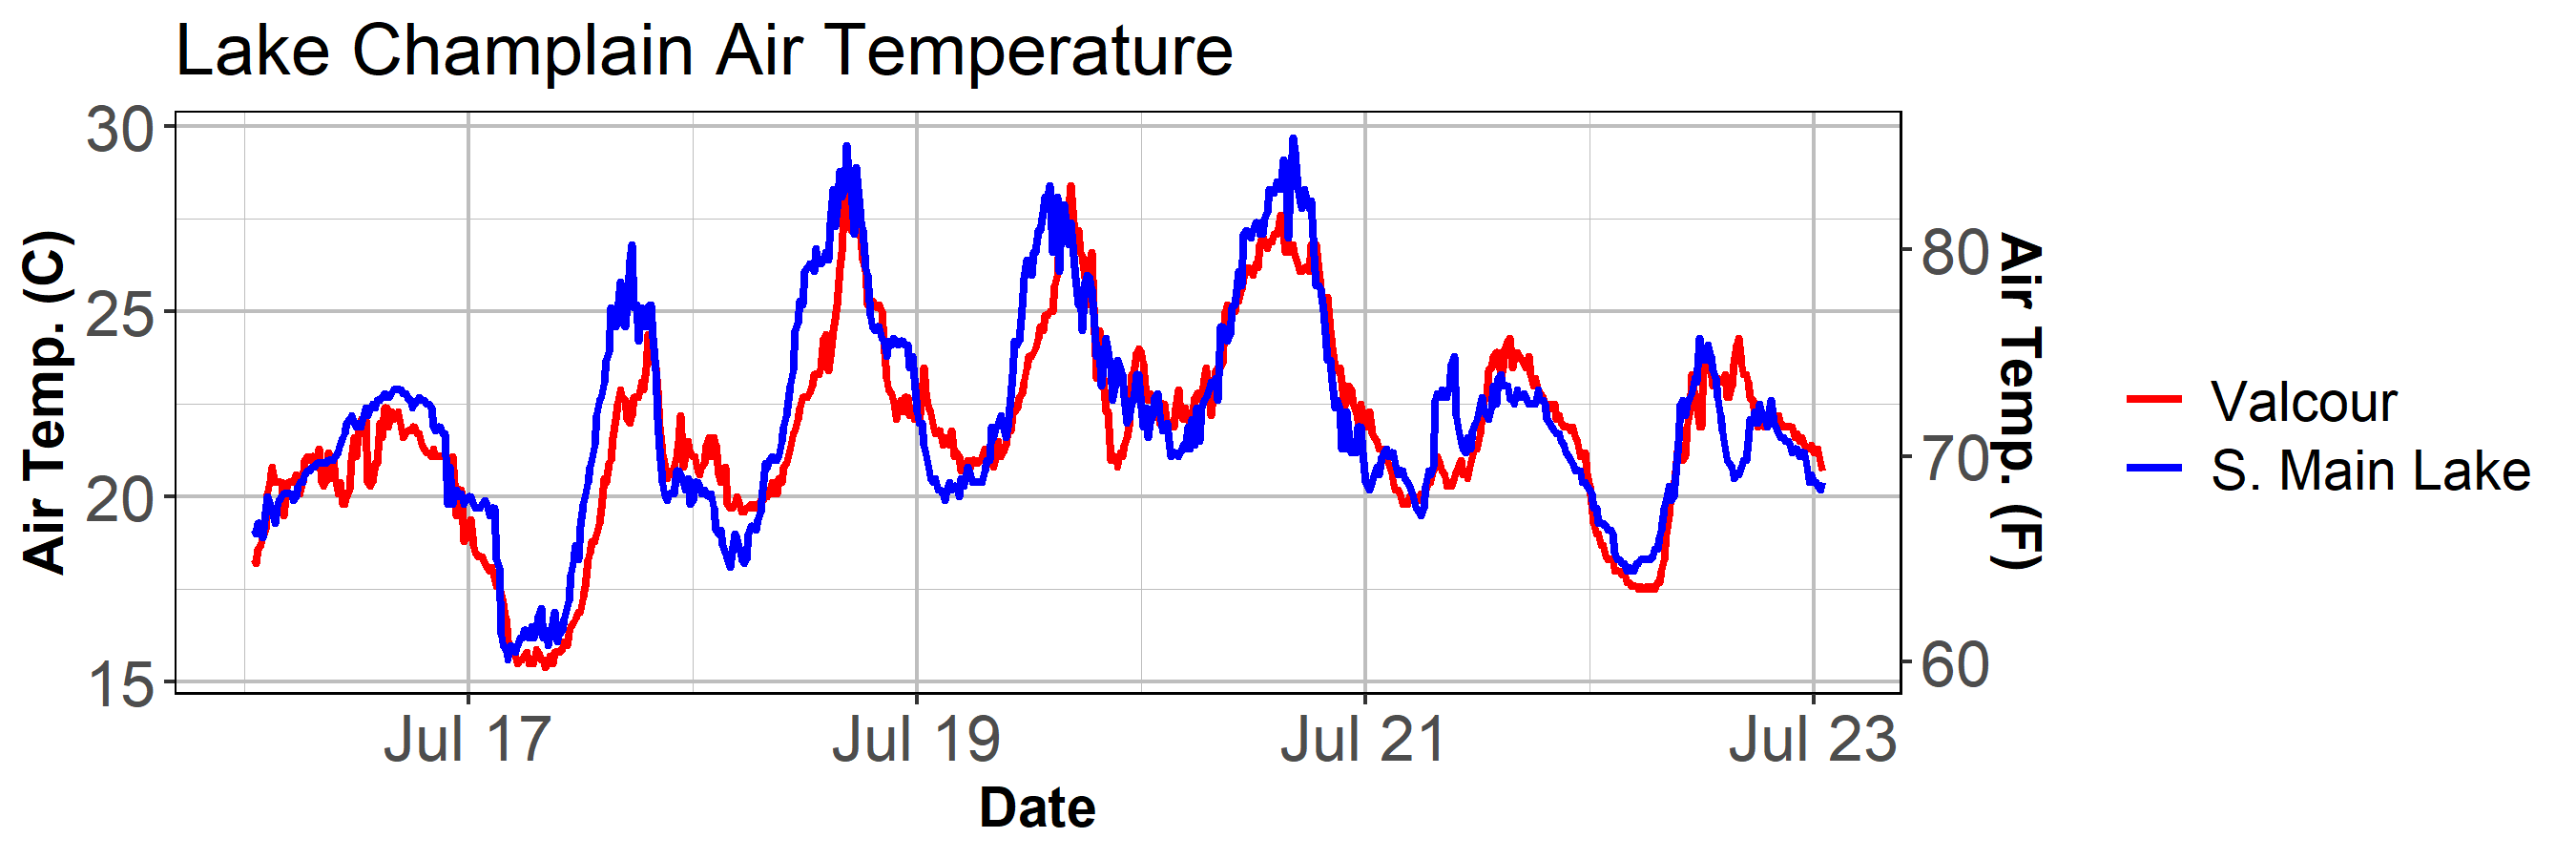 Lake Champlain Air Temperature
30
25
20
15
Air Temp. (C)
80
70
60
Air Temp. (F)
Jul 17
Jul 19
Jul 21
Jul 23
Date
Valcour
S. Main Lake